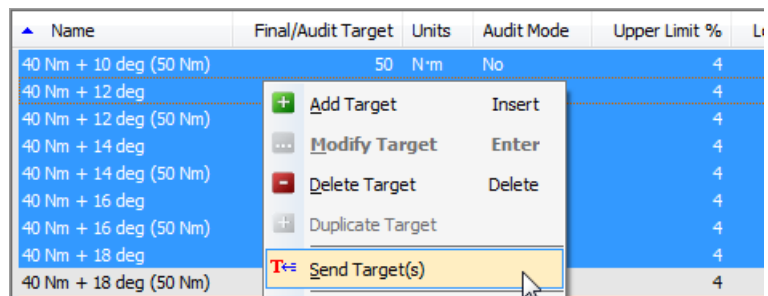 Name Final/Audit Target Units Audit Mode Upper Limit %
40 Nm + 10 deg (50 Nm) 50 N·m No 4
40 Nm + 12 deg 4
Add Target Insert
40 Nm + 12 deg (50 Nm) 4
40 Nm + 14 deg 4
Modify Target Enter
40 Nm + 14 deg (50 Nm) 4
Delete Target Delete
40 Nm + 16 deg 4
40 Nm + 16 deg (50 Nm) 4
Duplicate Target
40 Nm + 18 deg 4
T Send Target(s)
40 Nm + 18 deg (50 Nm) 4